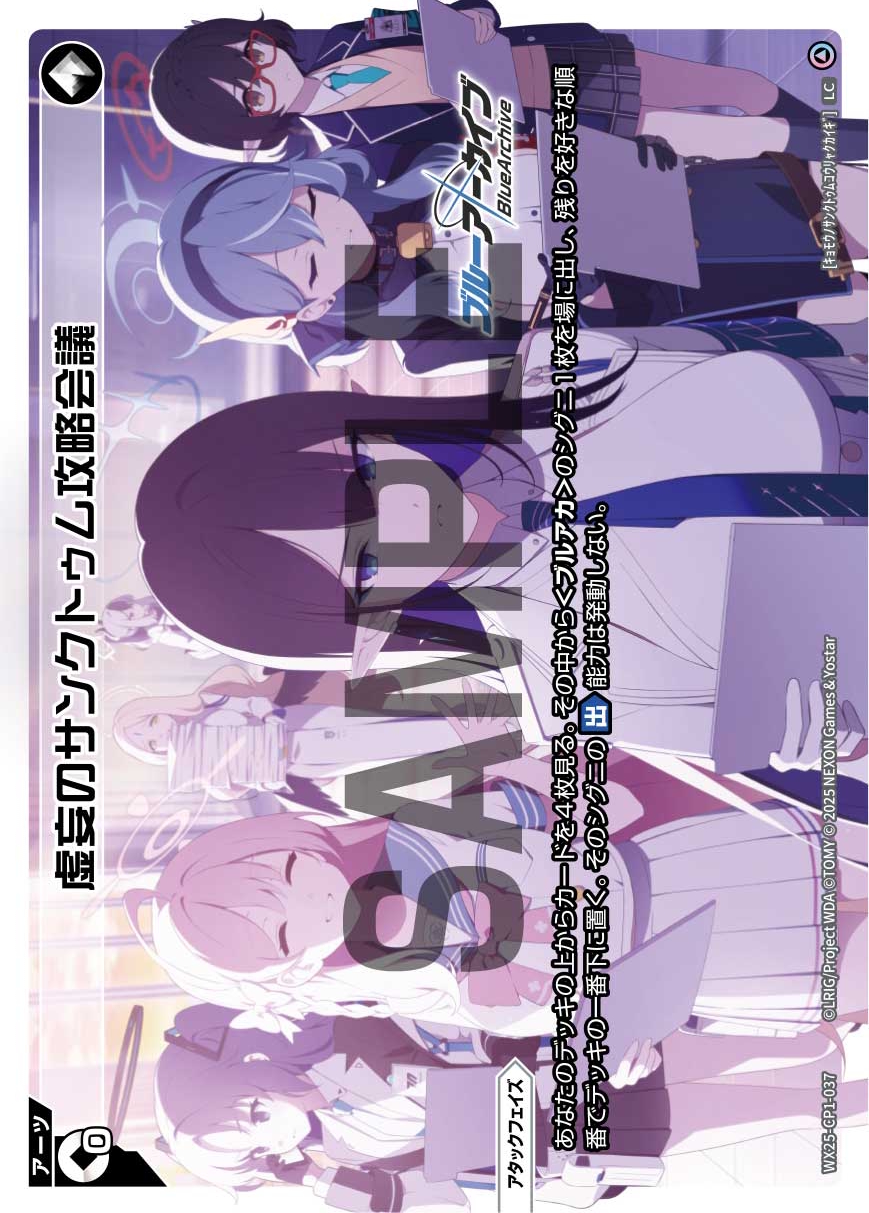 アーツ
0
虚妄のサンクトゥム攻略会議
ブルーアーカイブ
BlueArchive
SAMPLE
アタックフェイズ
あなたのデッキの上からカードを4枚見る。その中から<ブルアカ>のシグニ1枚を場に出し、残りを好きな順
番でデッキの一番下に置く。そのシグニの 出 能力は発動しない。
WX25-CP1-037 ©LRIG/Project WDA ©TOMY © 2025 NEXON Games & Yostar [キョモウノサンクトゥムコウリャクカイギ] LC